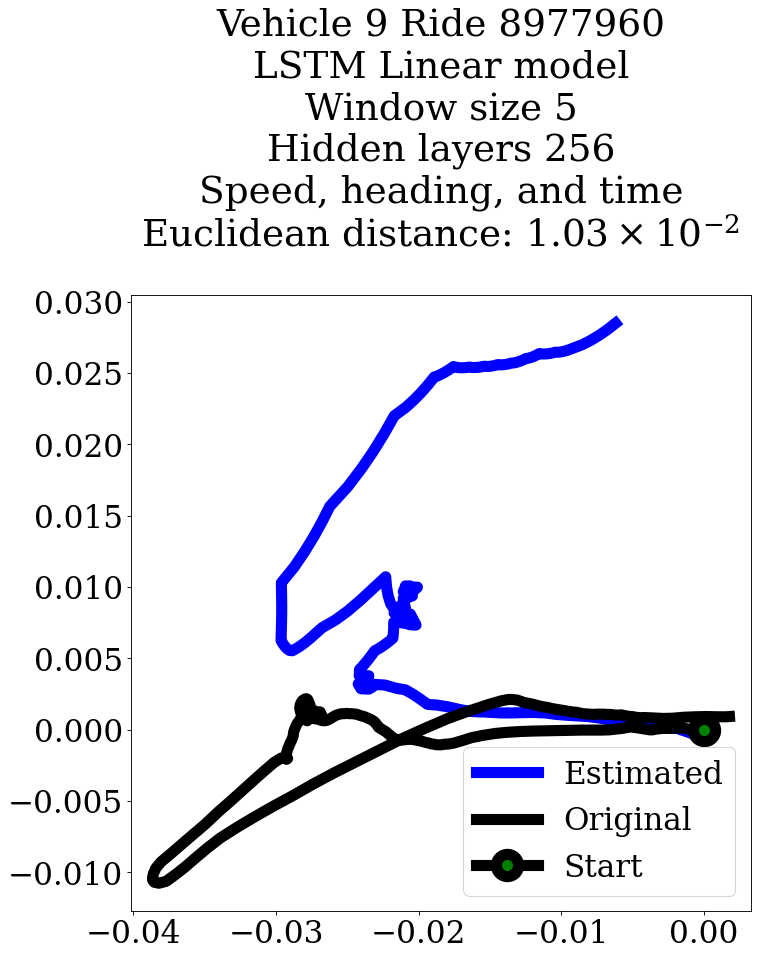 Vehicle 9 Ride 8977960
LSTM Linear model
Window size 5
Hidden layers 256
Speed, heading, and time
Euclidean distance: 1.03 × 10⁻²
0.030
0.025
0.020
0.015
0.010
0.005
0.000
−0.005
−0.010
Estimated
Original
Start
−0.04 −0.03 −0.02 −0.01 0.00